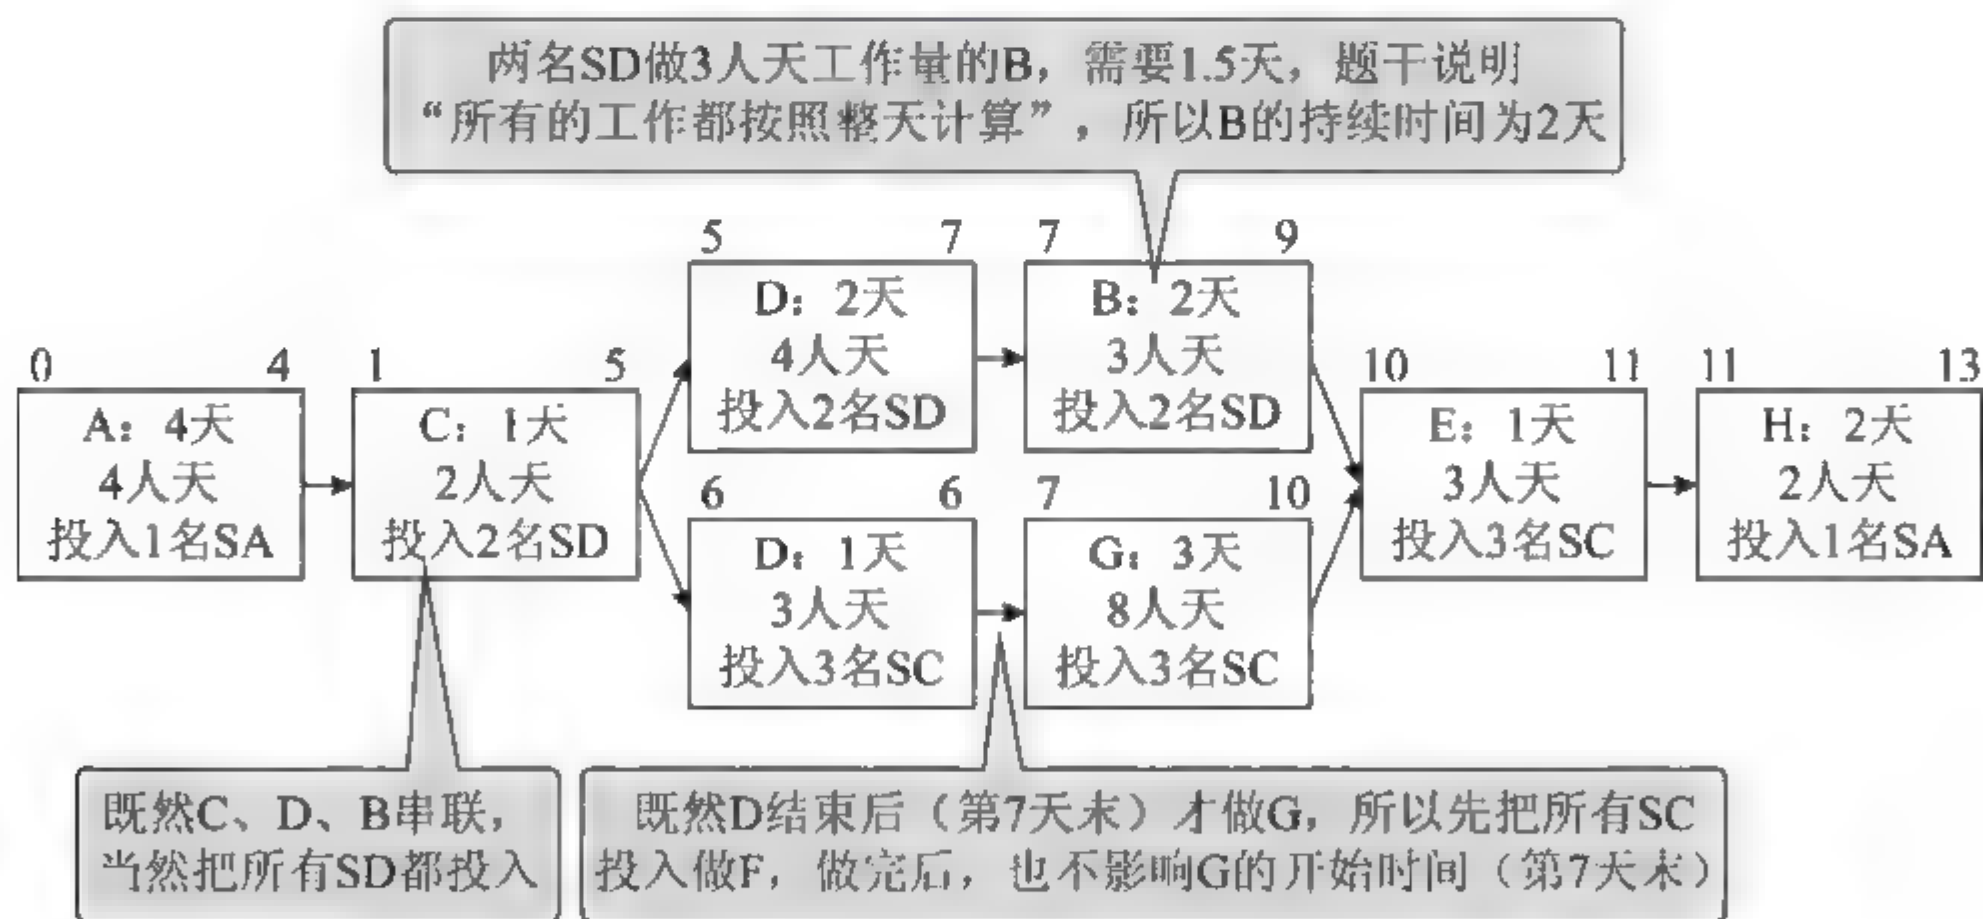 两名SD做3人天工作量的B，需要1.5天，题干说明
“所有的工作都按照整天计算”，所以B的持续时间为2天
5 7 7 9
D：2天
4人天
投入2名SD
B：2天
3人天
投入2名SD
0 4 1 5
A：4天
4人天
投入1名SA
C：1天
2人天
投入2名SD
6 6 7 10
D：1天
3人天
投入3名SC
G：3天
8人天
投入3名SC
10 11 11 13
E：1天
3人天
投入3名SC
H：2天
2人天
投入1名SA
既然C、D、B串联，
当然把所有SD都投入
既然D结束后（第7天末）才做G，所以先把所有SC
投入做F，做完后，也不影响G的开始时间（第7天末）